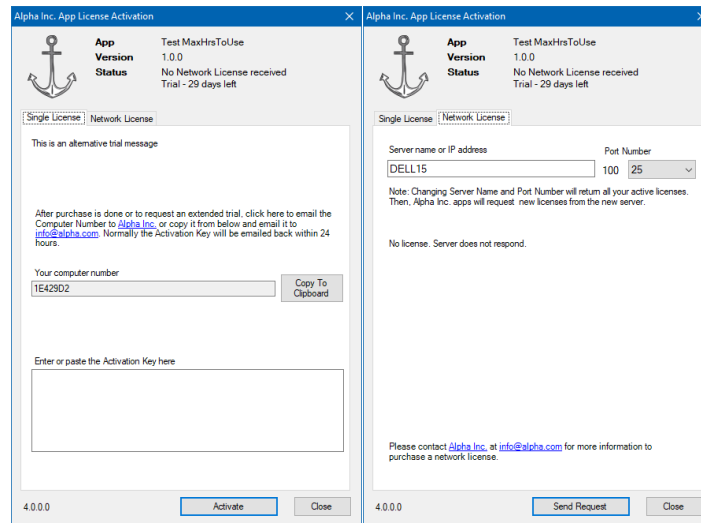 Alpha Inc. App License Activation
App Test MaxHrsToUse
Version 1.0.0
Status No Network License received
Trial - 29 days left
Single License Network License
This is an alternative trial message
After purchase is done or to request an extended trial, click here to email the
Computer Number to Alpha Inc. or copy it from below and email it to
info@alpha.com. Normally the Activation Key will be emailed back within 24
hours.
Your computer number
1E429D2
Copy To
Clipboard
Enter or paste the Activation Key here
4.0.0.0 Activate Close
Alpha Inc. App License Activation
App Test MaxHrsToUse
Version 1.0.0
Status No Network License received
Trial - 29 days left
Single License Network License
Server name or IP address Port Number
DELL15 100 25
Note: Changing Server Name and Port Number will return all your active licenses.
Then, Alpha Inc. apps will request new licenses from the new server.
No license. Server does not respond.
Please contact Alpha Inc. at info@alpha.com for more information to
purchase a network license.
4.0.0.0 Send Request Close